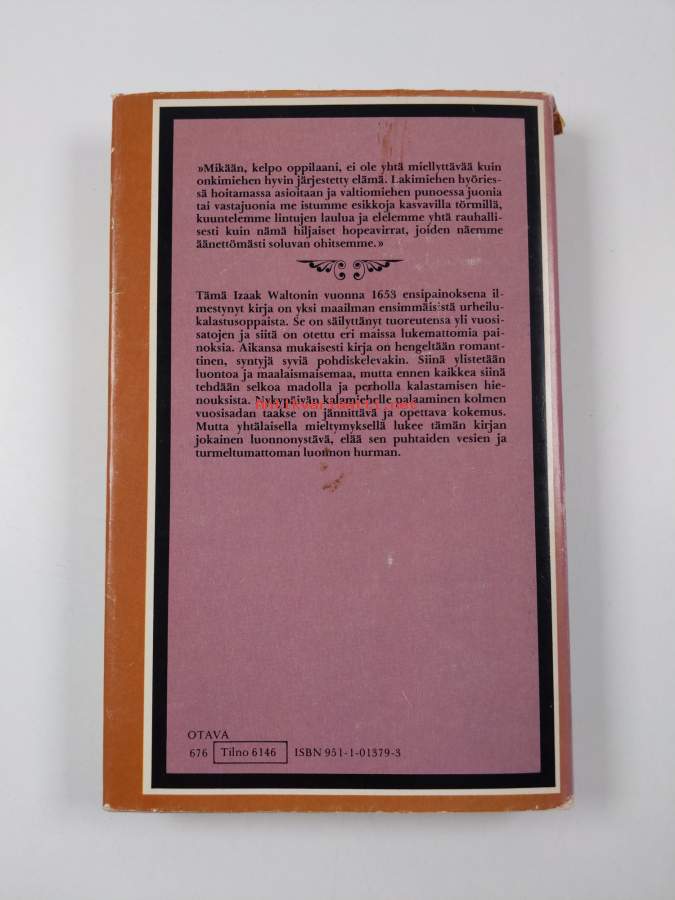 »Mikään, kelpo oppilaani, ei ole yhtä miellyttävää kuin
onkimiehen hyvin järjestetty elämä. Lakimiehen hyöries-
sä hoitamassa asioitaan ja valtiomiehen punoessa juonia
tai vastajuonia me istumme esikkoja kasvavilla törmillä,
kuuntelemme lintujen laulua ja elelemme yhtä rauhalli-
sesti kuin nämä hiljaiset hopeavirrat, joiden näemme
äänettömästi soluvan ohitsemme.»
Tämä Izaak Waltonin vuonna 1653 ensipainoksena il-
mestynyt kirja on yksi maailman ensimmäisistä urheilu-
kalastusoppaista. Se on säilyttänyt tuoreutensa yli vuosi-
satojen ja siitä on otettu eri maissa lukemattomia pai-
noksia. Aikansa mukaisesti kirja on hengeltään romant-
tinen, syntyjä syviä pohdiskelevakin. Siinä ylistetään
luontoa ja maalaismaisemaa, mutta ennen kaikkea siinä
tehdään selkoa madolla ja perholla kalastamisen hie-
nouksista. Nykypäivän kalamiehelle palaaminen kolmen
vuosisadan taakse on jännittävä ja opettava kokemus.
Mutta yhtälaisella mieltymyksellä lukee tämän kirjan
jokainen luonnonystävä, elää sen puhtaiden vesien ja
turmeltumattoman luonnon hurman.
OTAVA
676 Tilno 6146 ISBN 951-1-01379-3